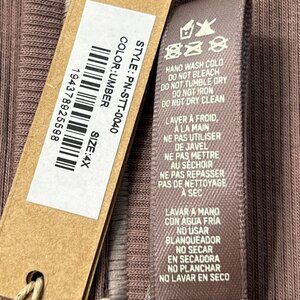 STYLE: PN-STT-0040
COLOR: UMBER
SIZE: 4X
194378925598
HAND WASH COLD
DO NOT BLEACH
DO NOT TUMBLE DRY
DO NOT IRON
DO NOT DRY CLEAN
LAVER À FROID,
À LA MAIN
NE PAS UTILISER
DE JAVEL
NE PAS METTRE
AU SÉCHOIR
NE PAS REPASSER
PAS DE NETTOYAGE
À SEC
LAVAR A MANO
CON AGUA FRÍA
NO USAR
BLANQUEADOR
NO SECAR
EN SECADORA
NO PLANCHAR
NO LAVAR EN SECO